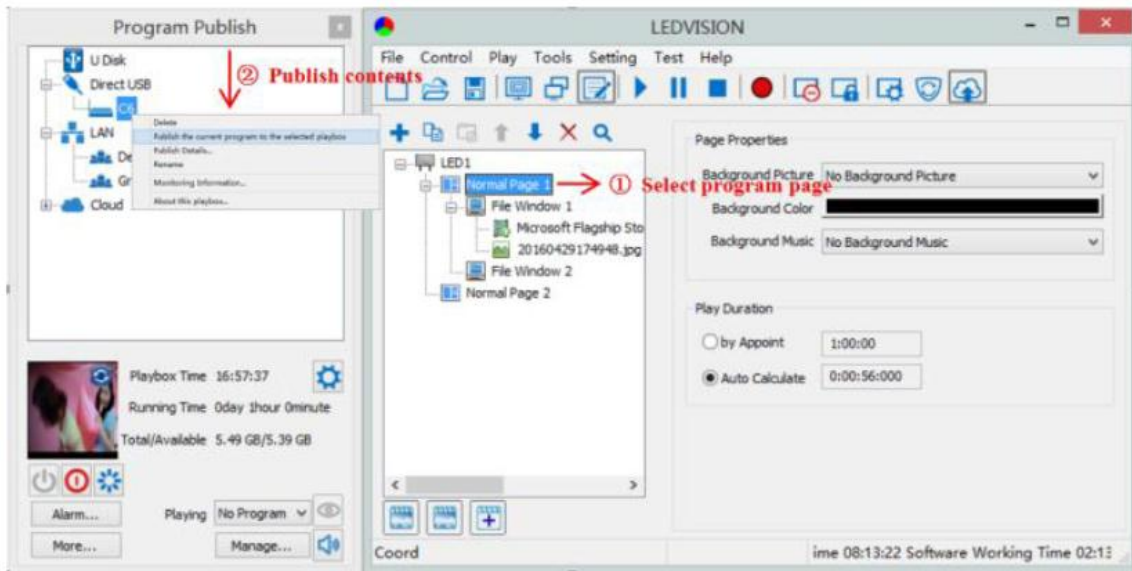 Program Publish
U Disk
Direct USB
② Publish contents
C6
LAN
De
Gr
Cloud
Delete
Publish the current program to the selected playbox
Publish Details...
Rename
Monitoring Information...
About this playbox...
Playbox Time 16:57:37
Running Time 0day 1hour 0minute
Total/Available 5.49 GB/5.39 GB
Alarm...
Playing No Program
More...
Manage...
LEDVISION
File Control Play Tools Setting Test Help
LED1
Normal Page 1
① Select program page
File Window 1
Microsoft Flagship Sto
20160429174948.jpg
File Window 2
Normal Page 2
Page Properties
Background Picture No Background Picture
Background Color
Background Music No Background Music
Play Duration
by Appoint 1:00:00
Auto Calculate 0:00:56:000
Coord
ime 08:13:22 Software Working Time 02:13